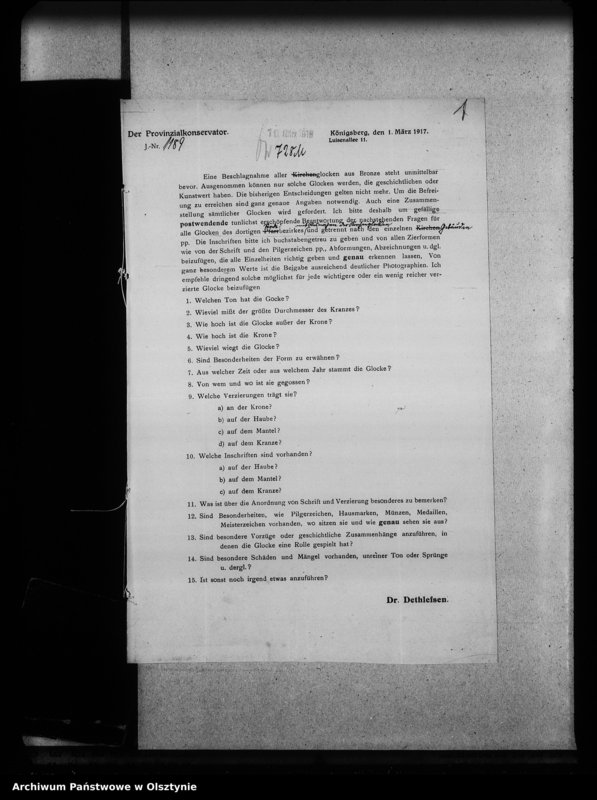 1
Der Provinzialkonservator.
Königsberg, den 1. März 1917.
Luisenallee 11.
J.-Nr. 1189
Eine Beschlagnahme aller Kirchenglocken aus Bronze steht unmittelbar
bevor. Ausgenommen können nur solche Glocken werden, die geschichtlichen oder
Kunstwert haben. Die bisherigen Entscheidungen gelten nicht mehr. Um die Befrei-
ung zu erreichen sind ganz genaue Angaben notwendig. Auch eine Zusammen-
stellung sämtlicher Glocken wird gefordert. Ich bitte deshalb um gefällige
postwendende tunlichst erschöpfende Beantwortung der nachstehenden Fragen für
alle Glocken des dortigen Pfarrbezirkes und getrennt nach den einzelnen Kirchen Gebäuden
pp. Die Inschriften bitte ich buchstabengetreu zu geben und von allen Zierformen
wie von der Schrift und den Pilgerzeichen pp., Abformungen, Abzeichnungen u. dgl.
beizufügen, die alle Einzelheiten richtig geben und genau erkennen lassen. Von
ganz besonderem Werte ist die Beigabe ausreichend deutlicher Photographien. Ich
empfehle dringend solche möglichst für jede wichtigere oder ein wenig reicher ver-
zierte Glocke beizufügen
1. Welchen Ton hat die Gocke?
2. Wieviel mißt der größte Durchmesser des Kranzes?
3. Wie hoch ist die Glocke außer der Krone?
4. Wie hoch ist die Krone?
5. Wieviel wiegt die Glocke?
6. Sind Besonderheiten der Form zu erwähnen?
7. Aus welcher Zeit oder aus welchem Jahr stammt die Glocke?
8. Von wem und wo ist sie gegossen?
9. Welche Verzierungen trägt sie?
a) an der Krone?
b) auf der Haube?
c) auf dem Mantel?
d) auf dem Kranze?
10. Welche Inschriften sind vorhanden?
a) auf der Haube?
b) auf dem Mantel?
c) auf dem Kranze?
11. Was ist über die Anordnung von Schrift und Verzierung besonderes zu bemerken?
12. Sind Besonderheiten, wie Pilgerzeichen, Hausmarken, Münzen, Medaillen,
Meisterzeichen vorhanden, wo sitzen sie und wie genau sehen sie aus?
13. Sind besondere Vorzüge oder geschichtliche Zusammenhänge anzuführen, in
denen die Glocke eine Rolle gespielt hat?
14. Sind besondere Schäden und Mängel vorhanden, unreiner Ton oder Sprünge
u. dergl.?
15. Ist sonst noch irgend etwas anzuführen?
Dr. Dethlefsen.
Archiwum Państwowe w Olsztynie